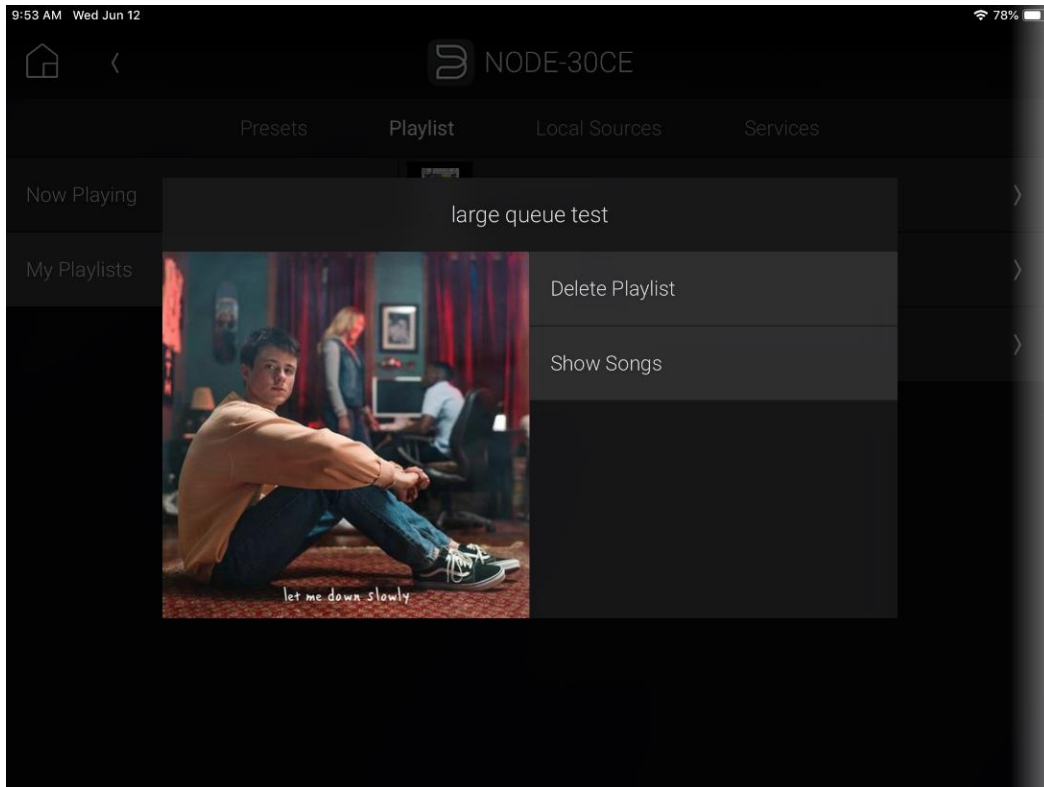 9:53 AM Wed Jun 12
78%
NODE-30CE
Presets
Playlist
Local Sources
Services
Now Playing
large queue test
My Playlists
Delete Playlist
Show Songs
let me down slowly